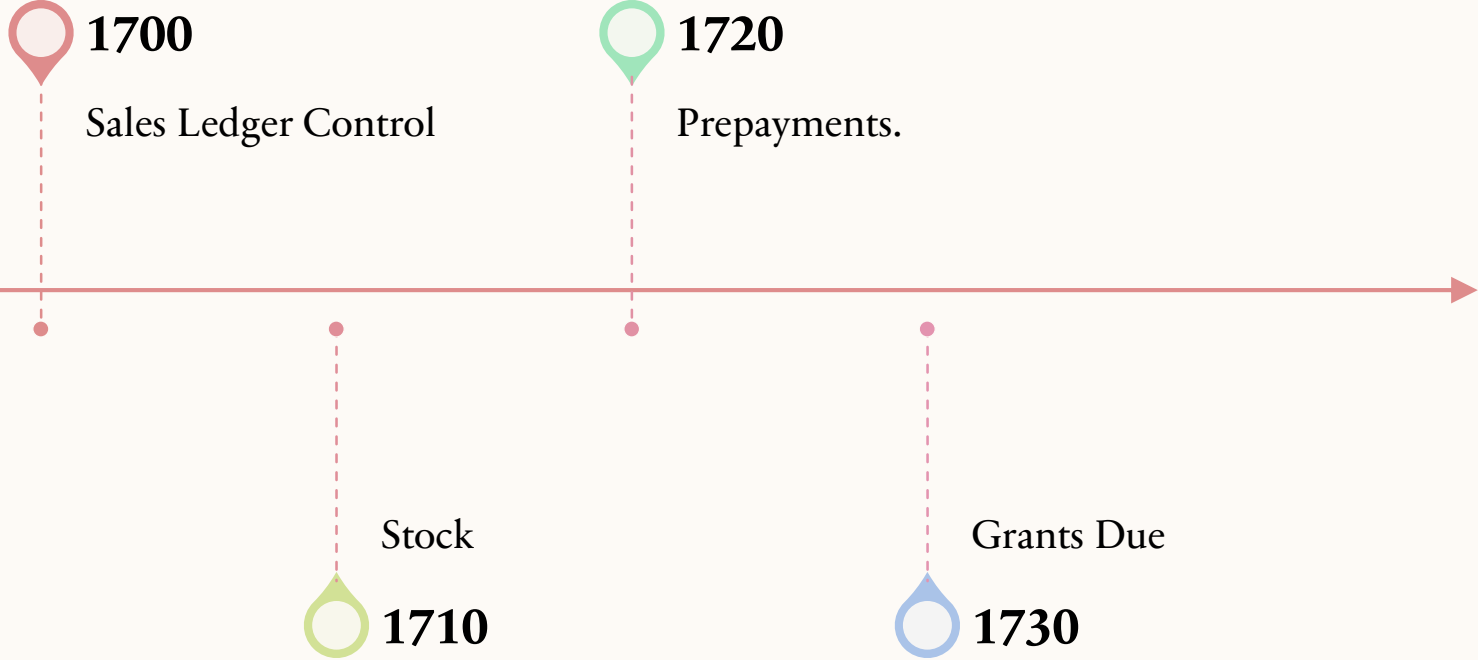 1700
Sales Ledger Control
1720
Prepayments.
Stock
1710
Grants Due
1730